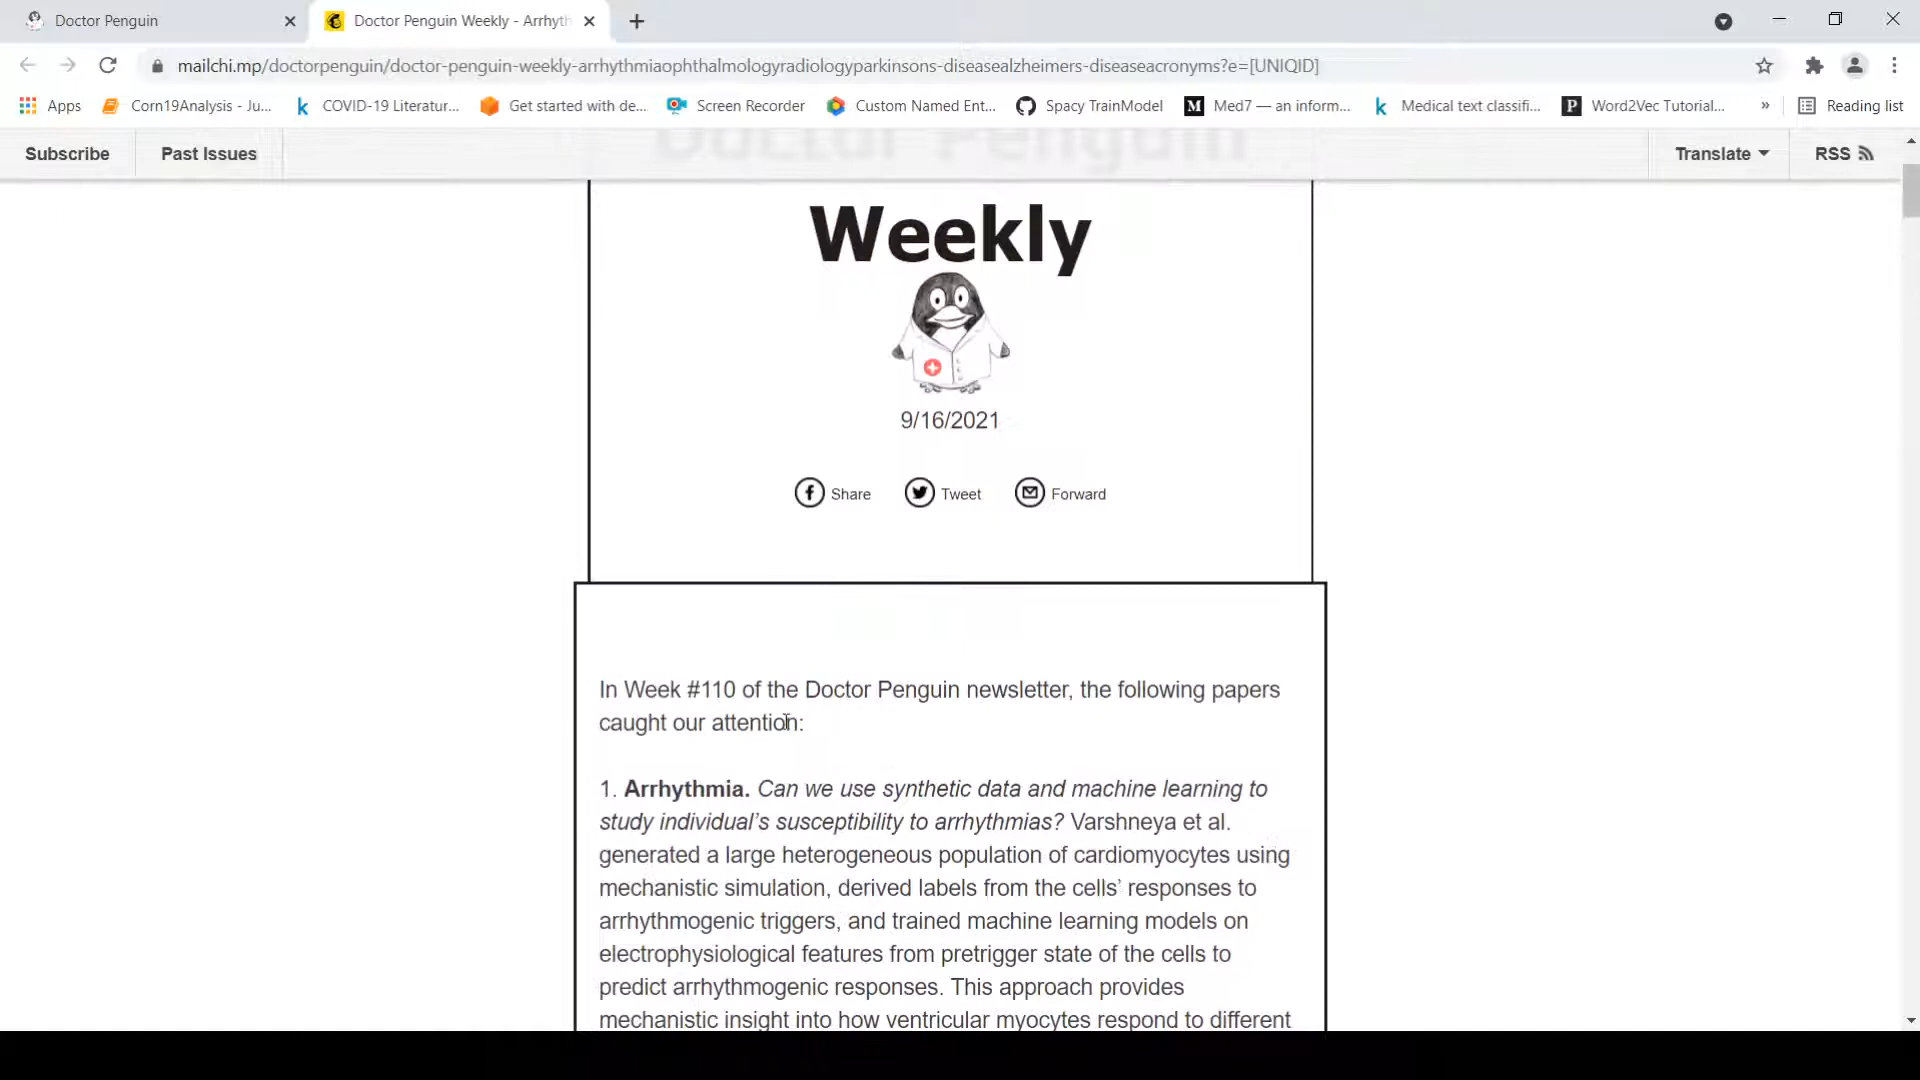 Doctor Penguin
Doctor Penguin Weekly - Arrhyth
mailchi.mp/doctorpenguin/doctor-penguin-weekly-arrhythmiaophthalmologyradiologyparkinsons-diseasealzheimers-diseaseacronyms?e=[UNIQID]
Apps Corn19Analysis - Ju... COVID-19 Literatur... Get started with de... Screen Recorder Custom Named Ent... Spacy TrainModel Med7 — an inform... Medical text classifi... Word2Vec Tutorial... » Reading list
Subscribe Past Issues Translate RSS
Doctor Penguin
Weekly
9/16/2021
Share Tweet Forward
In Week #110 of the Doctor Penguin newsletter, the following papers
caught our attention:
1. Arrhythmia. Can we use synthetic data and machine learning to
study individual's susceptibility to arrhythmias? Varshneya et al.
generated a large heterogeneous population of cardiomyocytes using
mechanistic simulation, derived labels from the cells' responses to
arrhythmogenic triggers, and trained machine learning models on
electrophysiological features from pretrigger state of the cells to
predict arrhythmogenic responses. This approach provides
mechanistic insight into how ventricular myocytes respond to different